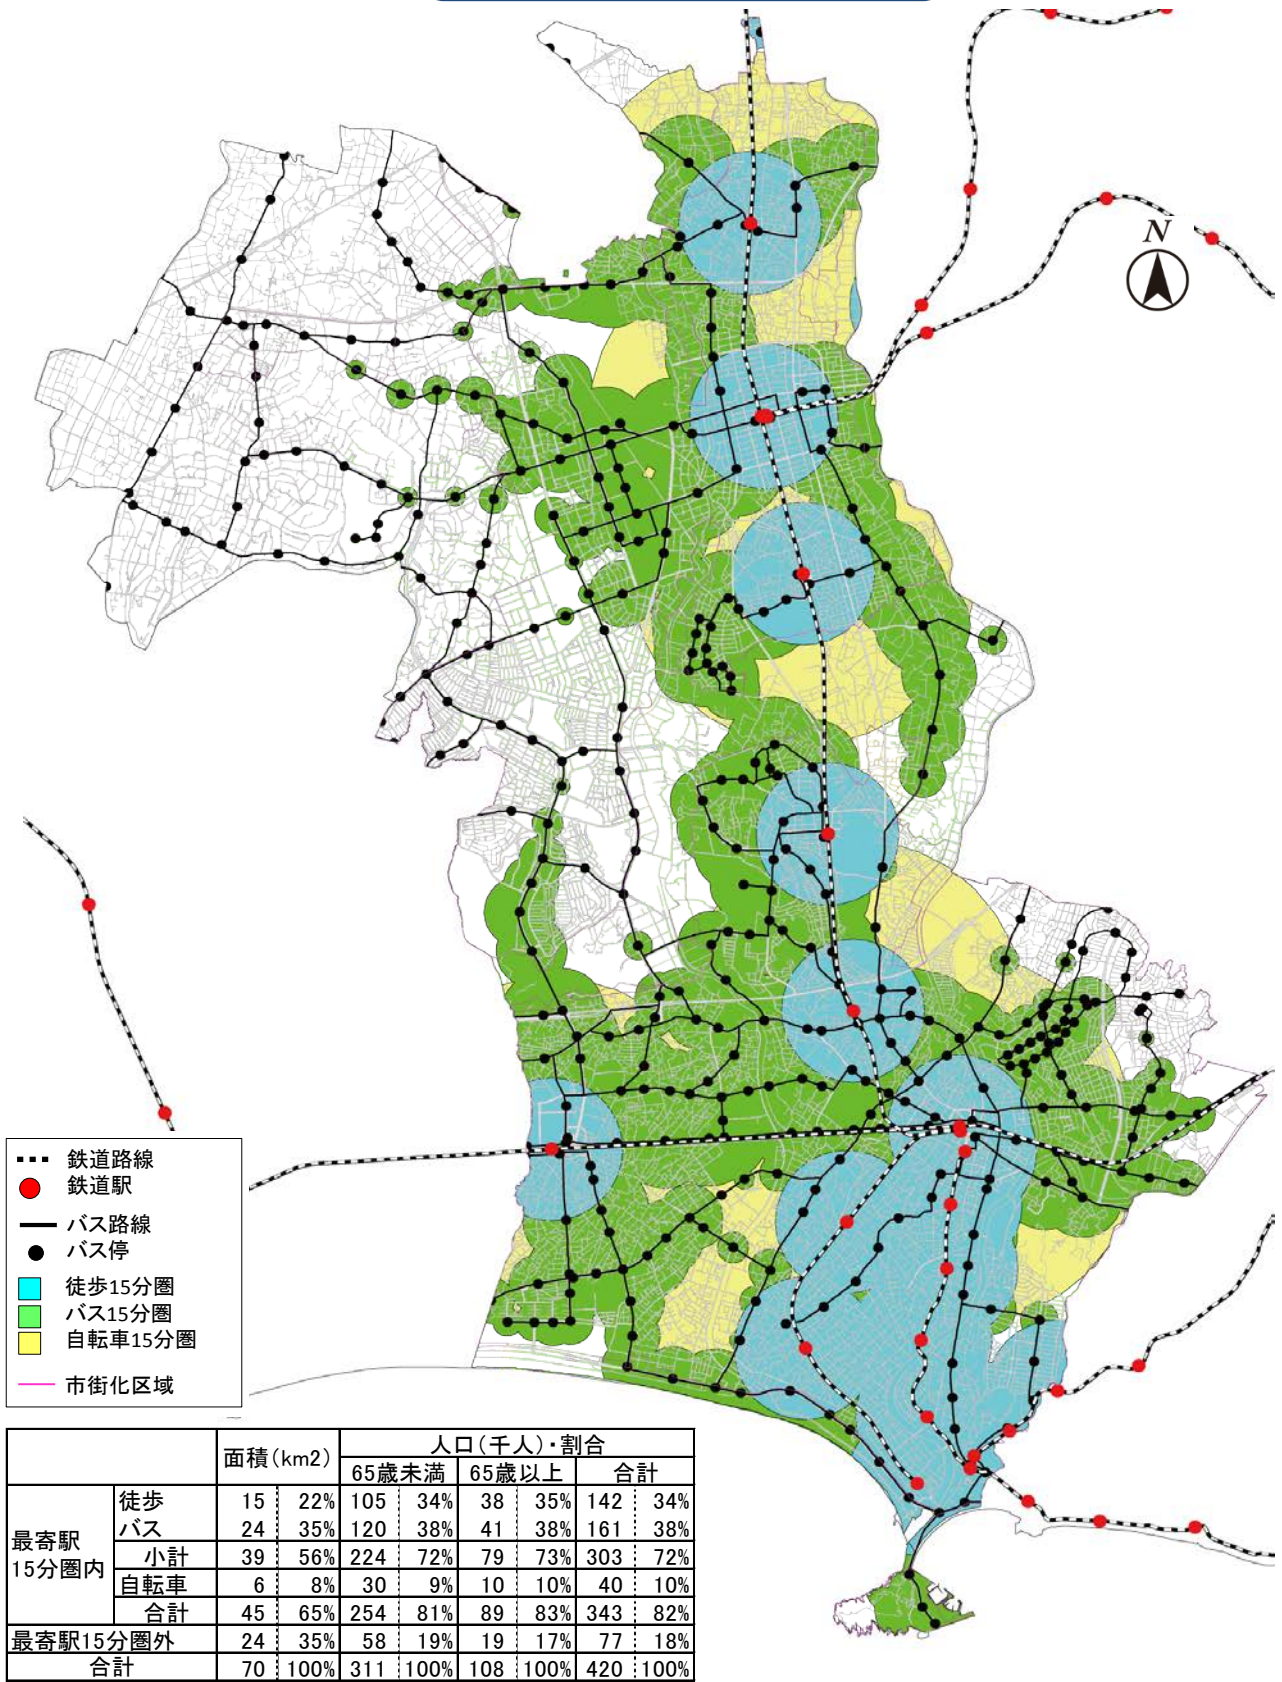 N
鉄道路線
鉄道駅
バス路線
バス停
徒歩15分圏
バス15分圏
自転車15分圏
市街化区域
面積(km2) 人口(千人)・割合
65歳未満 65歳以上 合計
最寄駅15分圏内 徒歩 15 22% 105 34% 38 35% 142 34%
バス 24 35% 120 38% 41 38% 161 38%
小計 39 56% 224 72% 79 73% 303 72%
自転車 6 8% 30 9% 10 10% 40 10%
合計 45 65% 254 81% 89 83% 343 82%
最寄駅15分圏外 24 35% 58 19% 19 17% 77 18%
合計 70 100% 311 100% 108 100% 420 100%